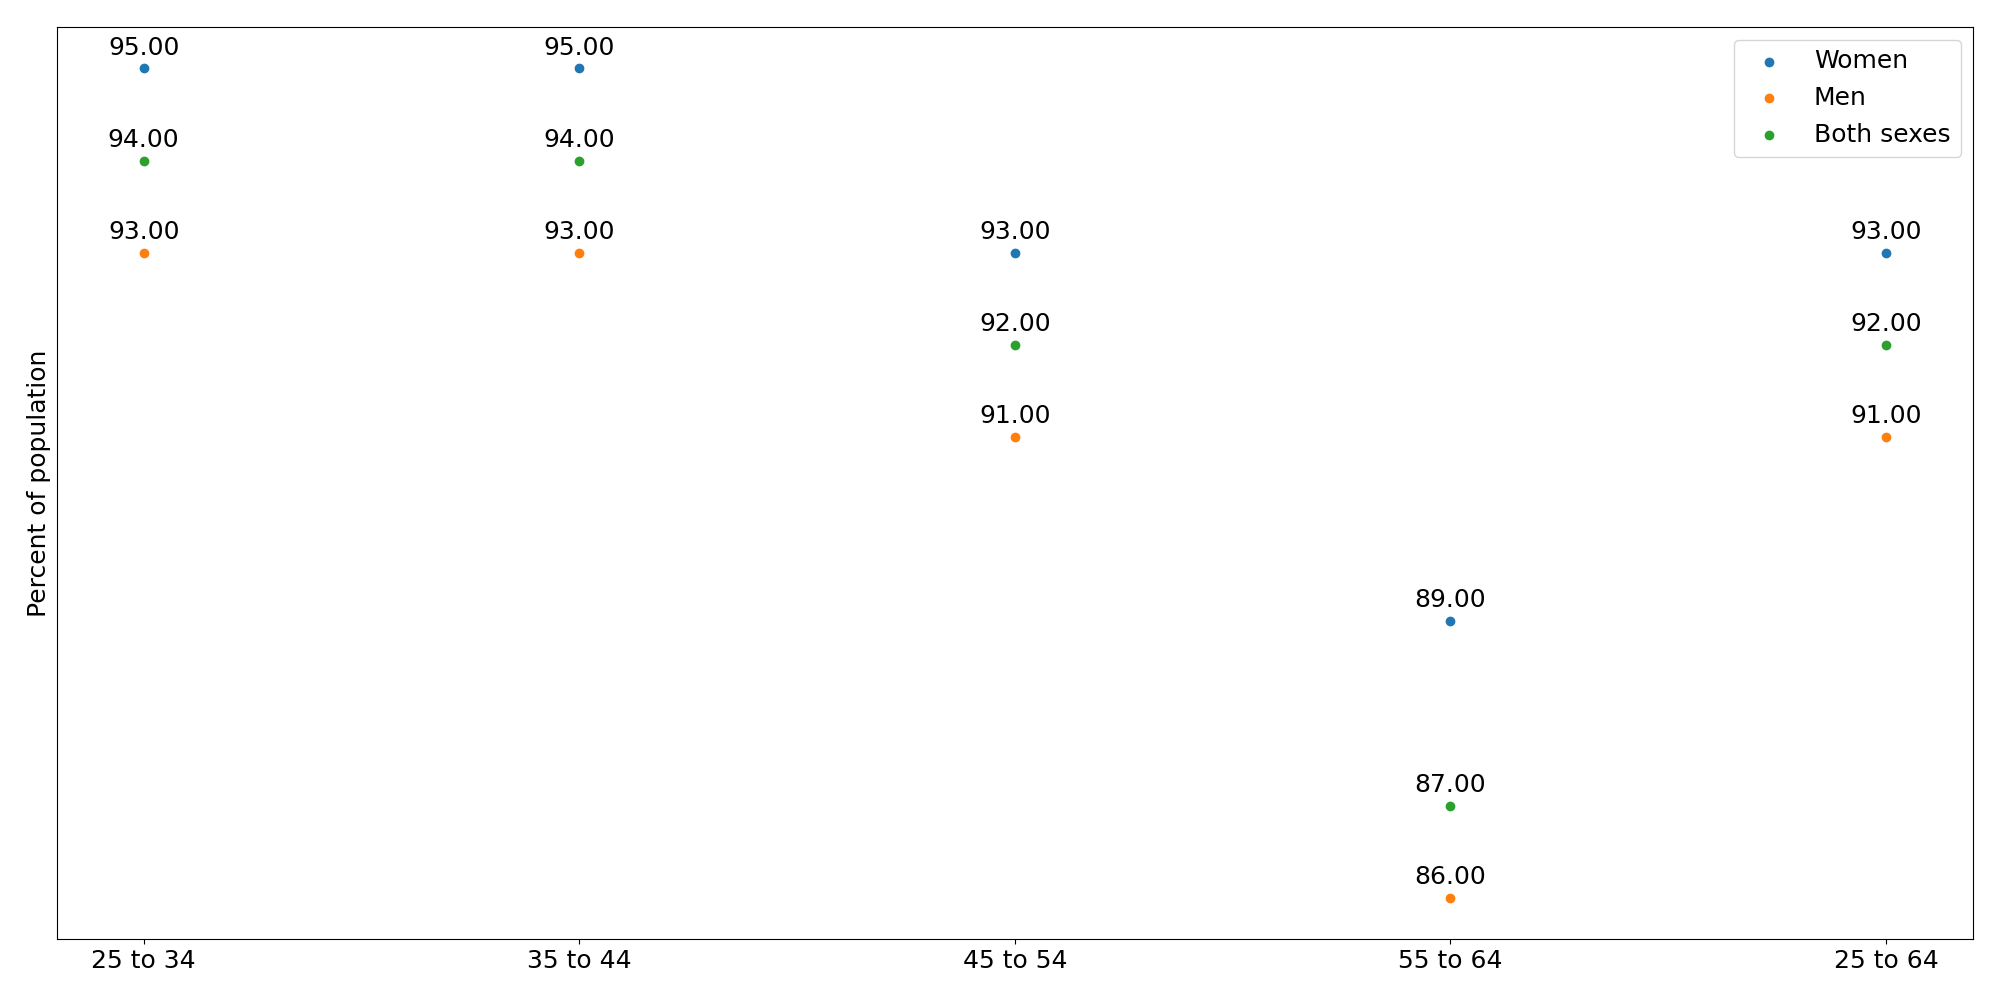 95.00
95.00
Women
Men
Both sexes
94.00
94.00
93.00
93.00
93.00
93.00
92.00
92.00
91.00
91.00
89.00
87.00
86.00
Percent of population
25 to 34
35 to 44
45 to 54
55 to 64
25 to 64